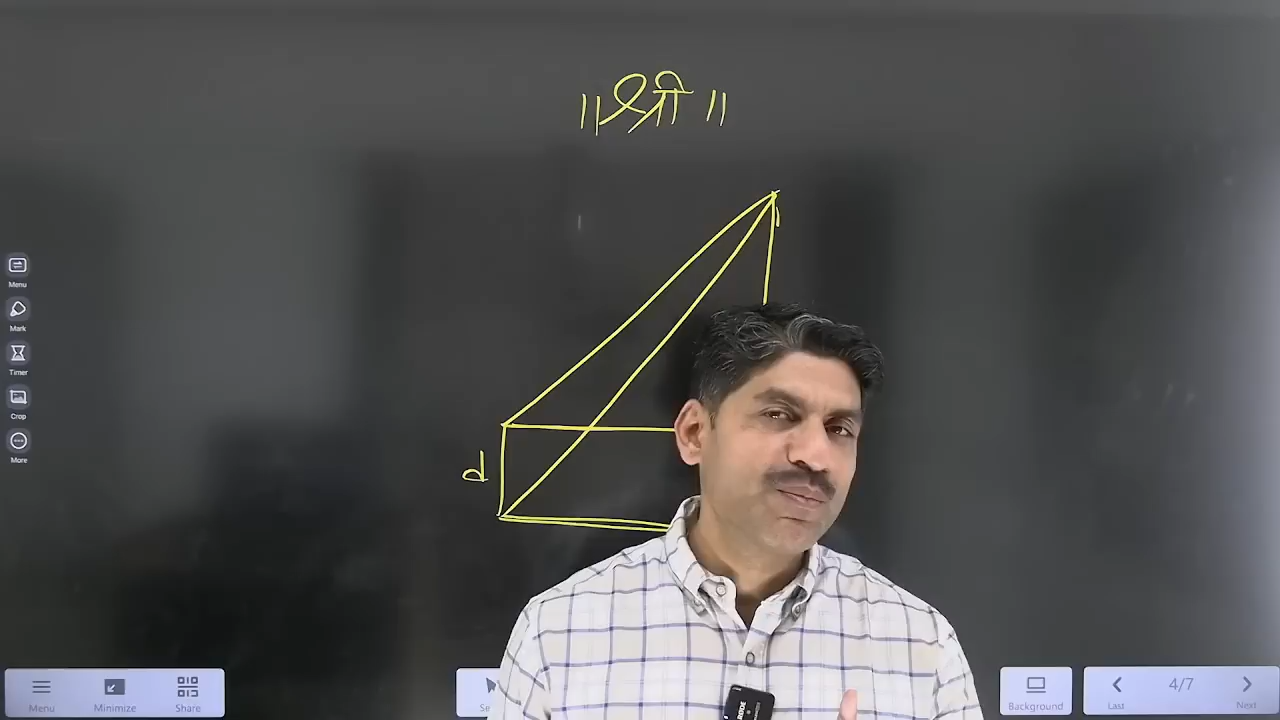 ॥ श्री ॥
d
Menu
Mark
Timer
Crop
More
Menu Minimize Share
Background
Last 4/7 Next